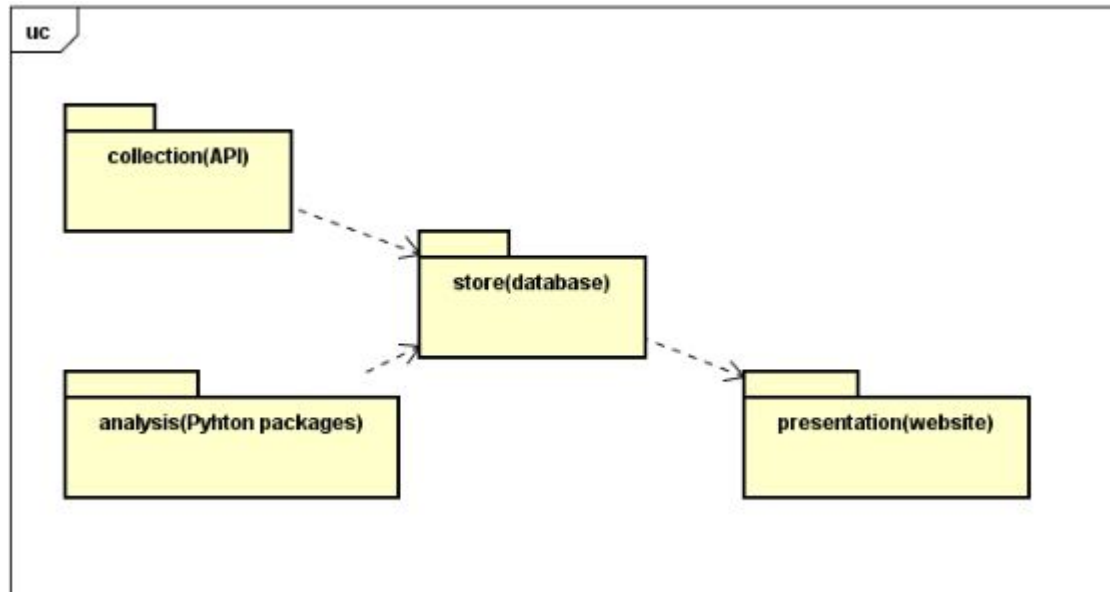 uc
collection(API)
store(database)
analysis(Pyhton packages)
presentation(website)